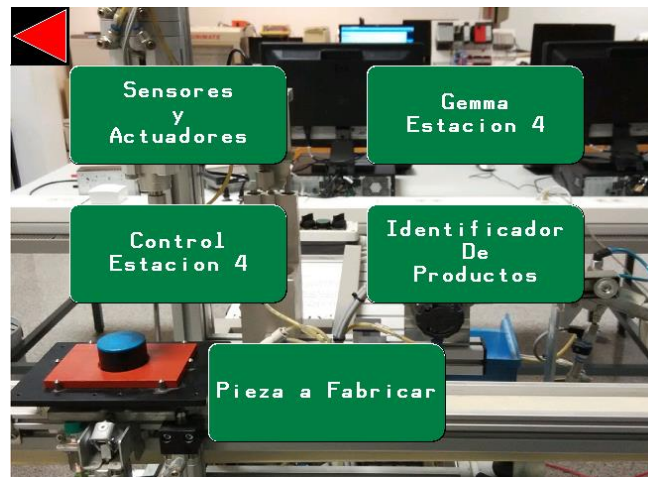 Sensores
y
Actuadores
Gemma
Estacion 4
Control
Estacion 4
Identificador
De
Productos
Pieza a Fabricar